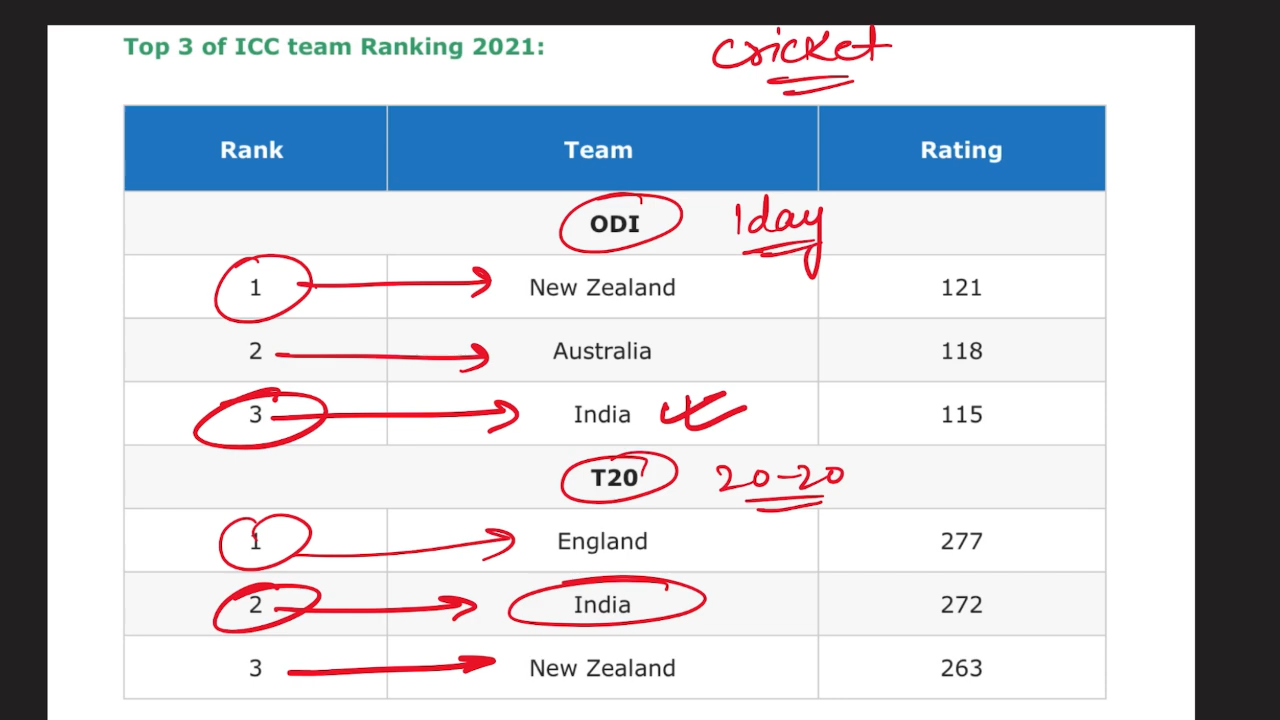 Top 3 of ICC team Ranking 2021: cricket
Rank Team Rating
ODI 1day
1 New Zealand 121
2 Australia 118
3 India 115
T20 20-20
1 England 277
2 India 272
3 New Zealand 263